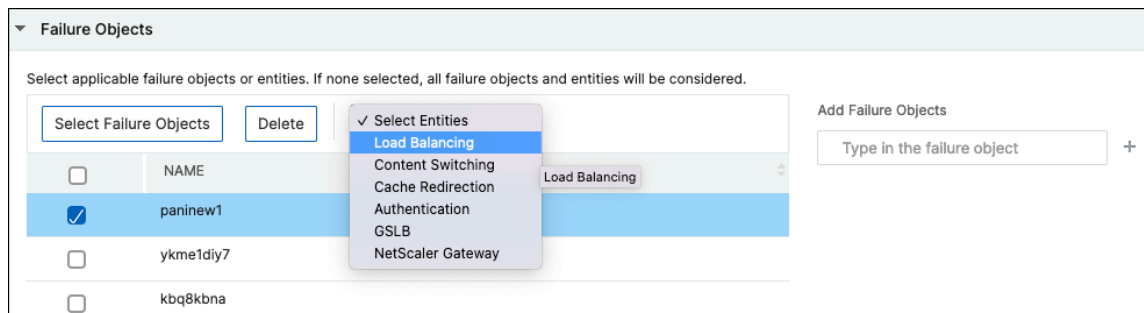 Failure Objects
Select applicable failure objects or entities. If none selected, all failure objects and entities will be considered.
Select Failure Objects
Delete
✓ Select Entities
Load Balancing
Content Switching
Cache Redirection
Authentication
GSLB
NetScaler Gateway
Load Balancing
Add Failure Objects
Type in the failure object
+
NAME
paninew1
ykme1diy7
kbq8kbna